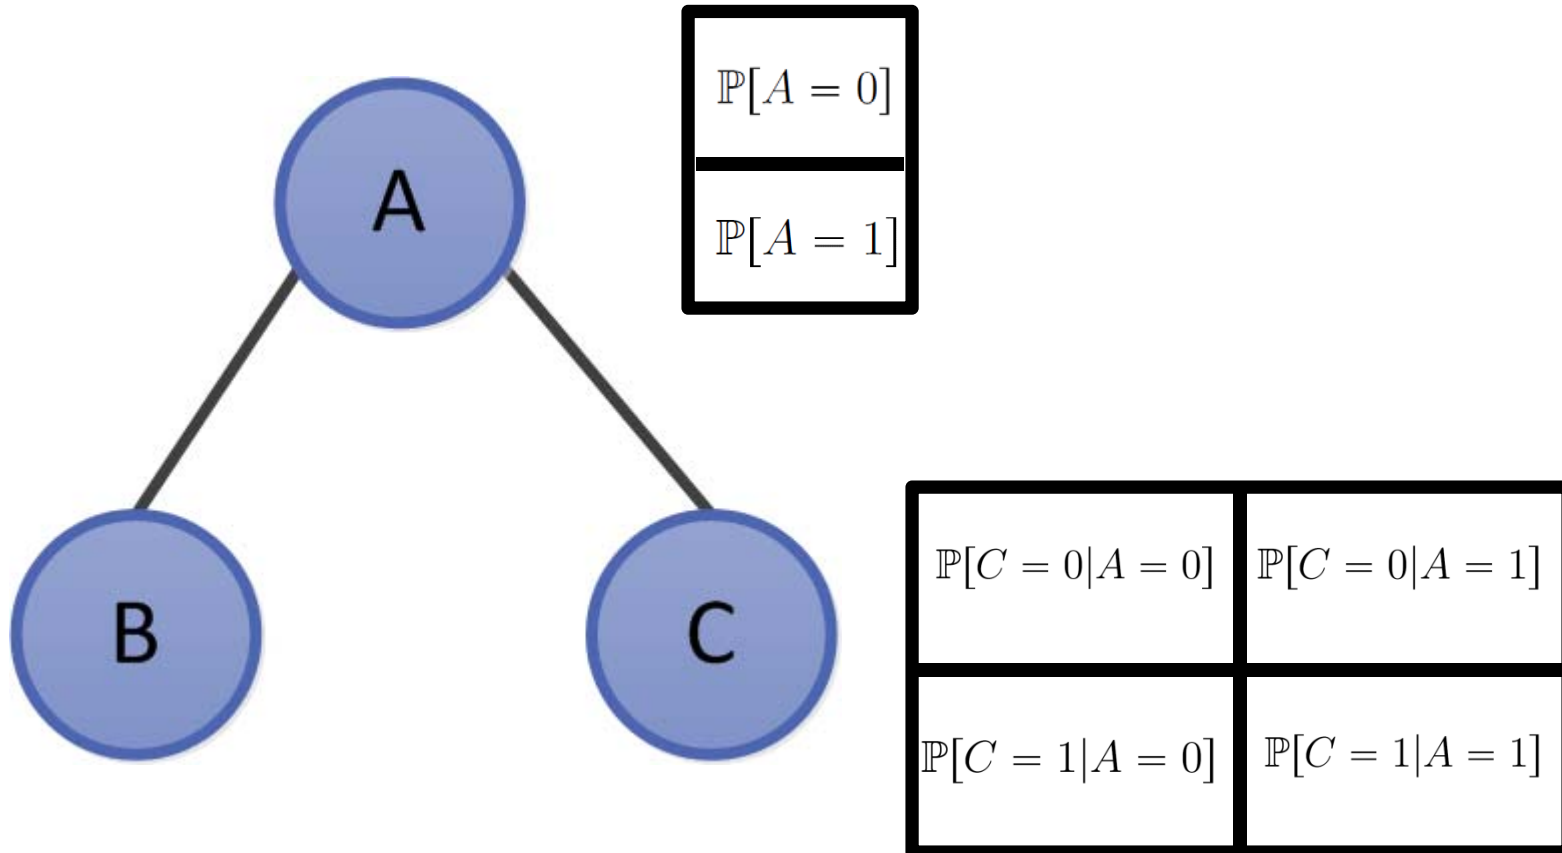 ℙ[A = 0]
A
ℙ[A = 1]
ℙ[C = 0|A = 0] ℙ[C = 0|A = 1]
B
C
ℙ[C = 1|A = 0] ℙ[C = 1|A = 1]